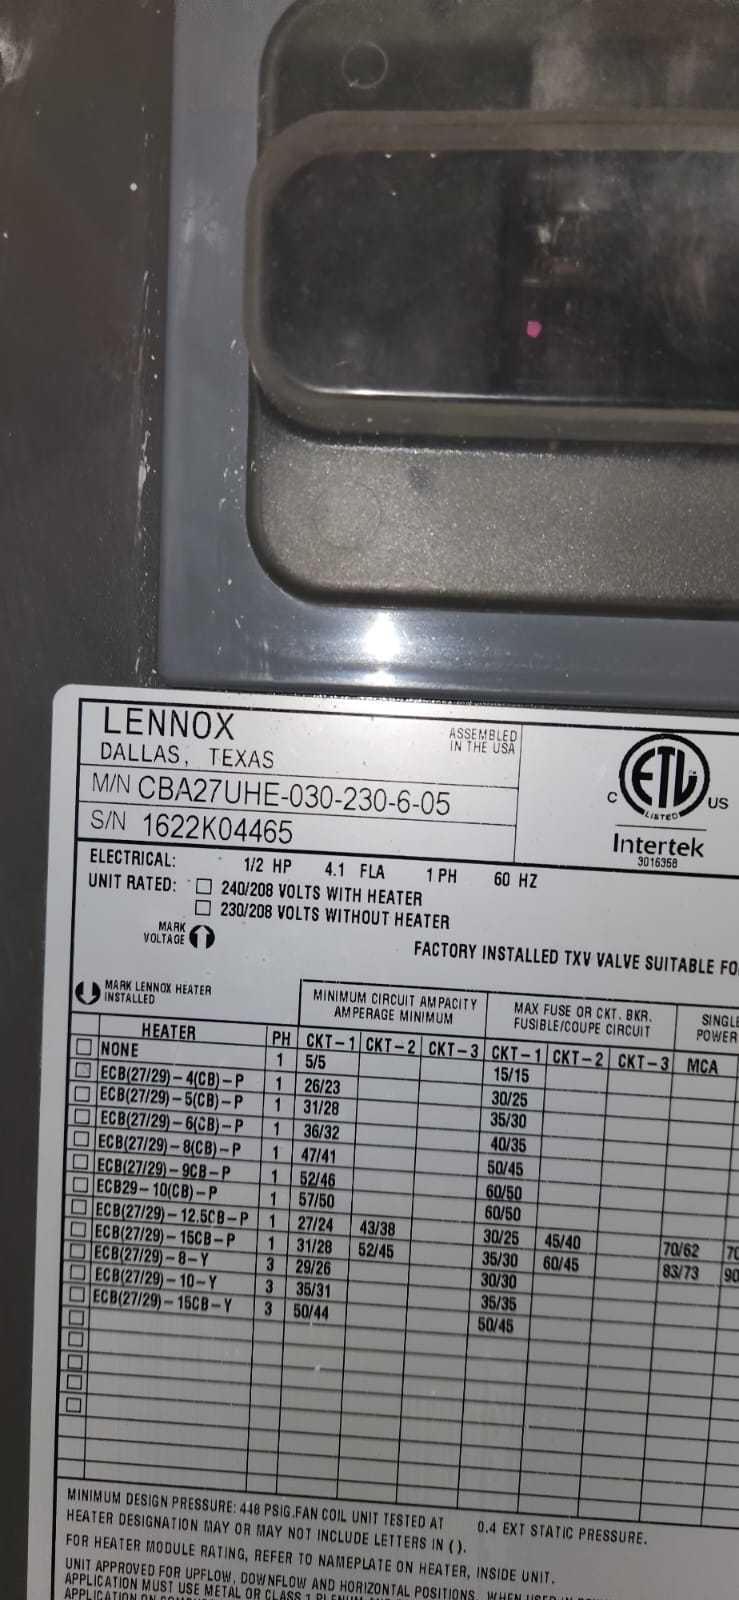 LENNOX
DALLAS, TEXAS
ASSEMBLED
IN THE USA
M/N CBA27UHE-030-230-6-05
S/N 1622K04465
C ETL US
LISTED
Intertek
3016358
ELECTRICAL: 1/2 HP 4.1 FLA 1 PH 60 HZ
UNIT RATED: 240/208 VOLTS WITH HEATER
230/208 VOLTS WITHOUT HEATER
MARK
VOLTAGE
FACTORY INSTALLED TXV VALVE SUITABLE
MARK LENNOX HEATER
INSTALLED
MINIMUM CIRCUIT AMPACITY
AMPERAGE MINIMUM
MAX FUSE OR CKT. BKR.
FUSIBLE/COUPE CIRCUIT
SINGLE
POWER
HEATER PH CKT-1 CKT-2 CKT-3 CKT-1 CKT-2 CKT-3 MCA
NONE 1 5/5 15/15
ECB(27/29)-4(CB)-P 1 26/23 30/25
ECB(27/29)-5(CB)-P 1 31/28 35/30
ECB(27/29)-6(CB)-P 1 36/32 40/35
ECB(27/29)-8(CB)-P 1 47/41 50/45
ECB(27/29)-9CB-P 1 52/46 60/50
ECB29-10(CB)-P 1 57/50 60/50
ECB(27/29)-12.5CB-P 1 27/24 43/38 30/25 45/40 70/62
ECB(27/29)-15CB-P 1 31/28 52/45 35/30 60/45 83/73
ECB(27/29)-8-Y 3 29/26 30/30
ECB(27/29)-10-Y 3 35/31 35/35
ECB(27/29)-15CB-Y 3 50/44 50/45
MINIMUM DESIGN PRESSURE: 448 PSIG.FAN COIL UNIT TESTED AT 0.4 EXT STATIC PRESSURE.
HEATER DESIGNATION MAY OR MAY NOT INCLUDE LETTERS IN ().
FOR HEATER MODULE RATING, REFER TO NAMEPLATE ON HEATER, INSIDE UNIT.
UNIT APPROVED FOR UPFLOW, DOWNFLOW AND HORIZONTAL POSITIONS. WHEN USED IN
APPLICATION MUST USE METAL OR CLASS 1 PLENUM AND